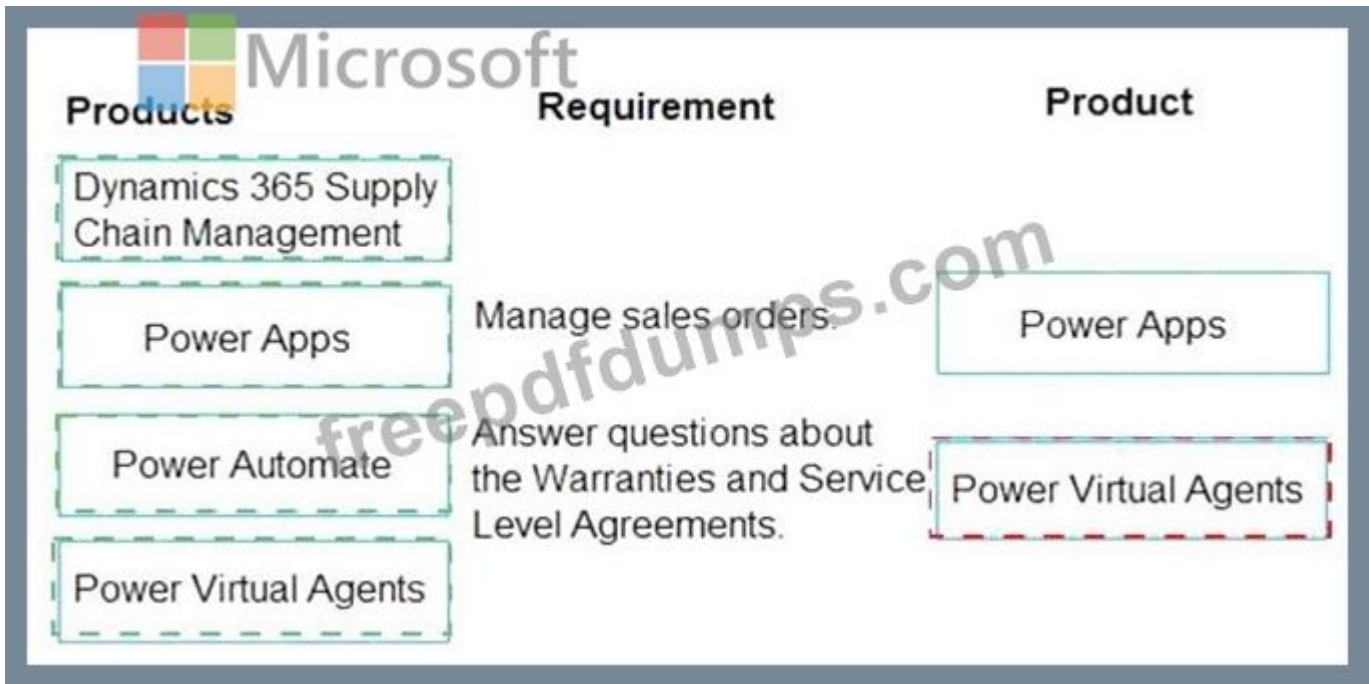 Microsoft
Products
Requirement
Product
Dynamics 365 Supply
Chain Management
Power Apps
Manage sales orders.
Power Apps
Power Automate
Answer questions about
the Warranties and Service
Level Agreements.
Power Virtual Agents
Power Virtual Agents
freepdfdumps.com